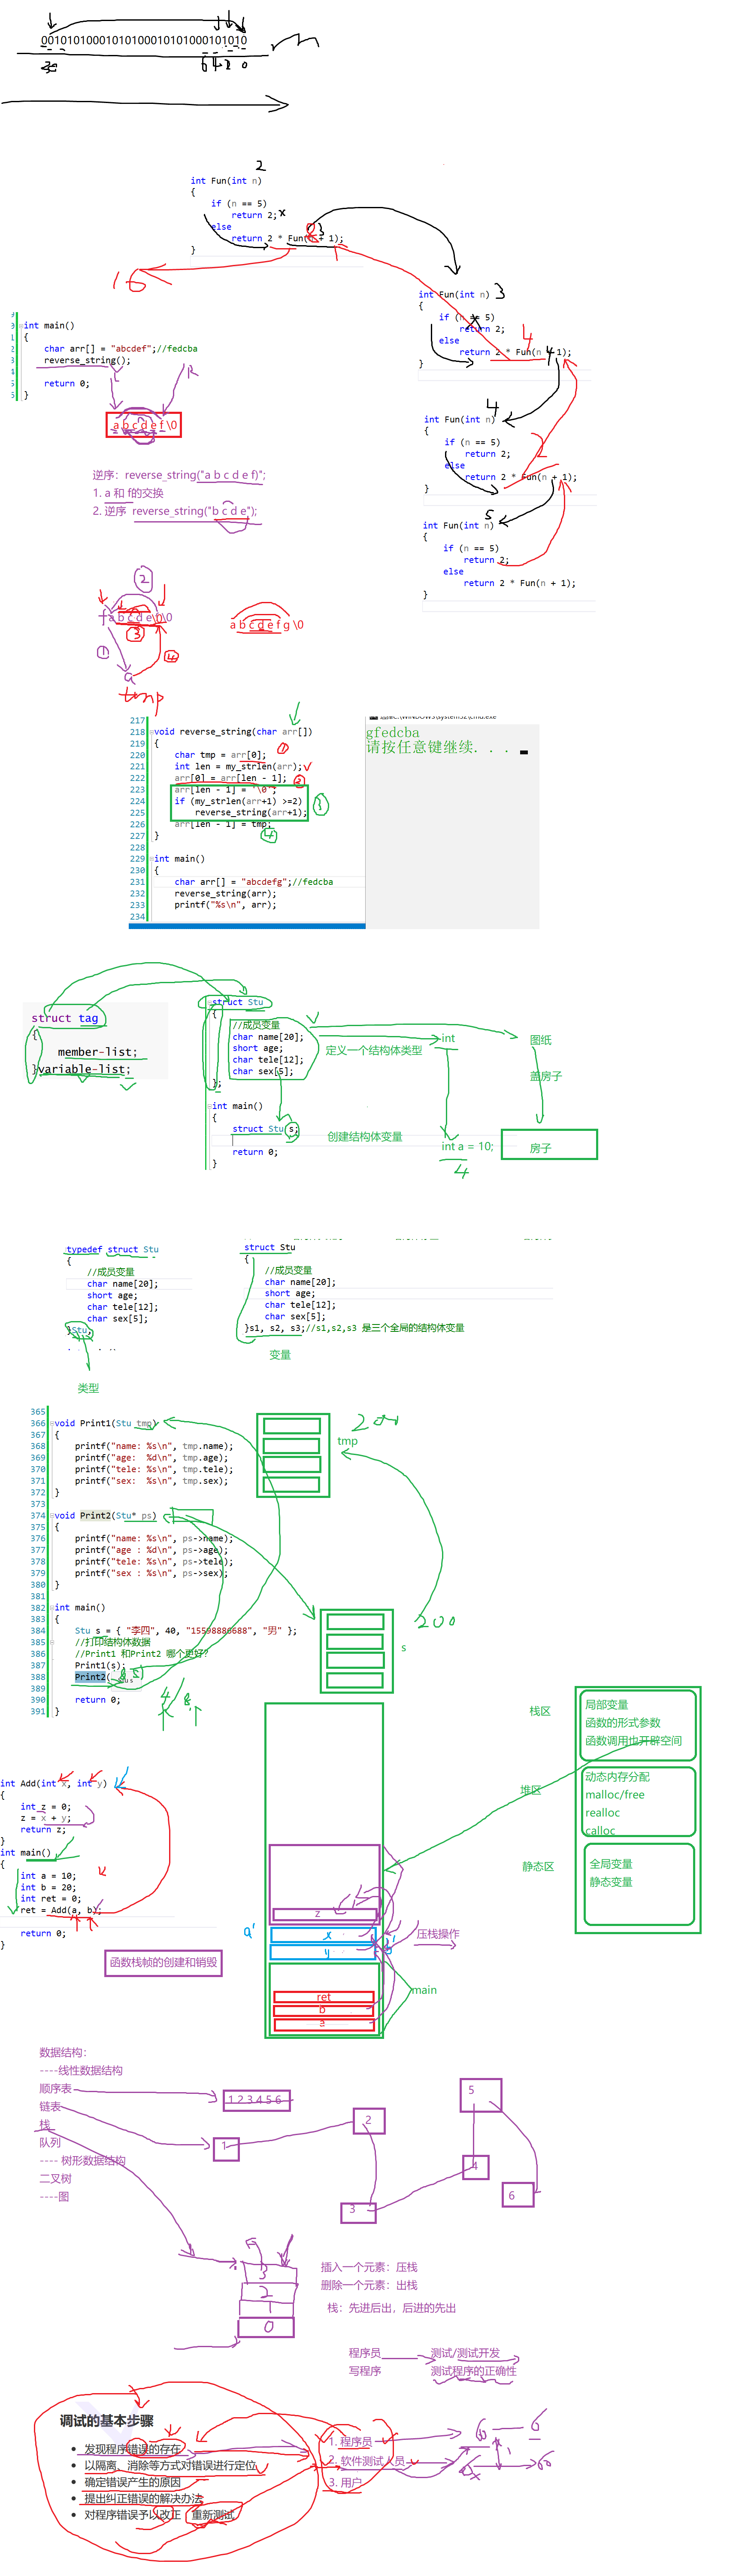 00101010001010100010101000101010
30 6 4 2 0
2
int Fun(int n)
{
if (n == 5)
return 2;
else
return 2 * Fun(n + 1);
}
16
int Fun(int n) 3
{
if (n == 5)
return 2;
else
return 2 * Fun(n + 1);
}
4
int main()
{
char arr[] = "abcdef";//fedcba
reverse_string();
return 0;
}
L R
a b c d e f \0
逆序：reverse_string("a b c d e f)";
1. a 和 f的交换
2. 逆序 reverse_string("b c d e");
4
int Fun(int n)
{
if (n == 5)
return 2;
else
return 2 * Fun(n + 1);
}
2
5
int Fun(int n)
{
if (n == 5)
return 2;
else
return 2 * Fun(n + 1);
}
②
f a b c d e \0 \0
③
① ④
a
tmp
a b c d e f g \0
217
218 void reverse_string(char arr[])
219 {
220 char tmp = arr[0]; ①
221 int len = my_strlen(arr);
222 arr[0] = arr[len - 1]; ②
223 arr[len - 1] = '\0';
224 if (my_strlen(arr+1) >=2) ③
225 reverse_string(arr+1);
226 arr[len - 1] = tmp;
227 } ④
228
229 int main()
230 {
231 char arr[] = "abcdefg";//fedcba
232 reverse_string(arr);
233 printf("%s\n", arr);
234
C:\WINDOWS\system32\cmd.exe
gfedcba
请按任意键继续. . .
struct tag
{
member-list;
}variable-list;
struct Stu
{
//成员变量
char name[20];
short age;
char tele[12];
char sex[5];
};
int main()
{
struct Stu s;
return 0;
}
定义一个结构体类型
int
图纸
盖房子
创建结构体变量
int a = 10;
房子
4
typedef struct Stu
{
//成员变量
char name[20];
short age;
char tele[12];
char sex[5];
}Stu;
类型
struct Stu
{
//成员变量
char name[20];
short age;
char tele[12];
char sex[5];
}s1, s2, s3;//s1,s2,s3 是三个全局的结构体变量
变量
365
366 void Print1(Stu tmp)
367 {
368 printf("name: %s\n", tmp.name);
369 printf("age: %d\n", tmp.age);
370 printf("tele: %s\n", tmp.tele);
371 printf("sex: %s\n", tmp.sex);
372 }
373
374 void Print2(Stu* ps)
375 {
376 printf("name: %s\n", ps->name);
377 printf("age : %d\n", ps->age);
378 printf("tele: %s\n", ps->tele);
379 printf("sex : %s\n", ps->sex);
380 }
381
382 int main()
383 {
384 Stu s = { "李四", 40, "15598886688", "男" };
385 //打印结构体数据
386 //Print1 和Print2 哪个更好?
387 Print1(s);
388 Print2(&s)
389
390 return 0;
391 }
4/8
200
tmp
200
s
栈区
局部变量
函数的形式参数
函数调用也开辟空间
堆区
动态内存分配
malloc/free
realloc
calloc
静态区
全局变量
静态变量
int Add(int x, int y)
{
int z = 0;
z = x + y;
return z;
}
int main()
{
int a = 10;
int b = 20;
int ret = 0;
ret = Add(a, b);
return 0;
}
函数栈帧的创建和销毁
z
a' x b'
y
压栈操作
ret
b
a
main
数据结构：
----线性数据结构
顺序表
链表
栈
队列
---- 树形数据结构
二叉树
----图
1 2 3 4 5 6
1
2
3
4
5
6
3
2
1
0
插入一个元素：压栈
删除一个元素：出栈
栈：先进后出，后进的先出
程序员
写程序
测试/测试开发
测试程序的正确性
调试的基本步骤
• 发现程序错误的存在
• 以隔离、消除等方式对错误进行定位
• 确定错误产生的原因
• 提出纠正错误的解决办法
• 对程序错误予以改正，重新测试
1. 程序员
2. 软件测试人员
3. 用户